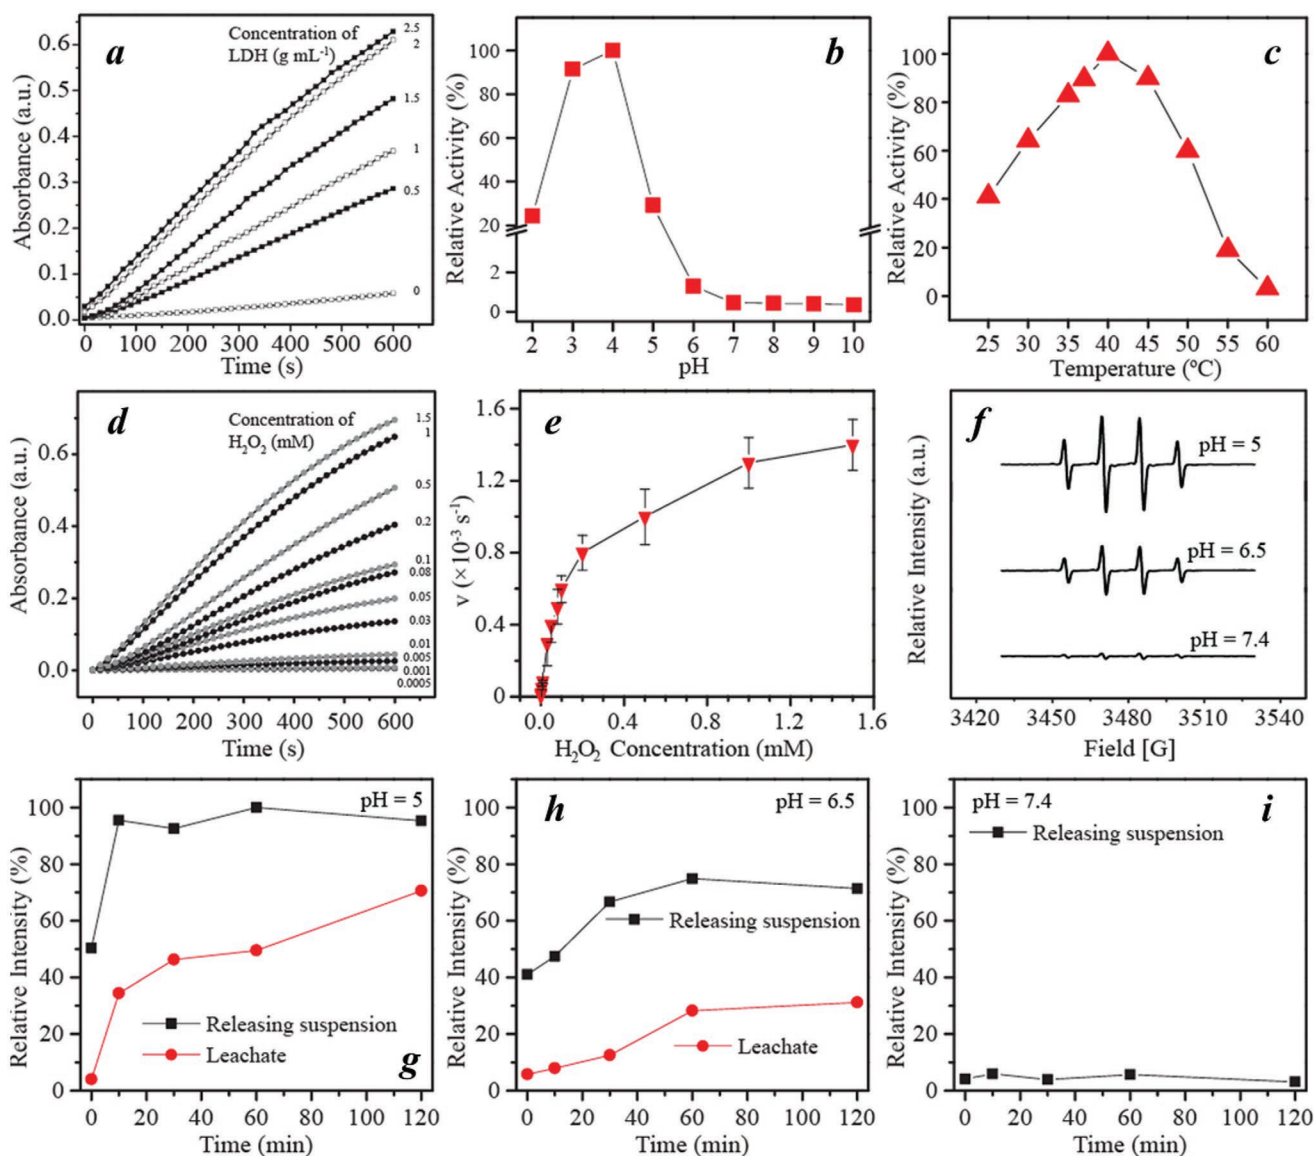 a
Concentration of
LDH (g mL⁻¹)
2.5
2
1.5
1
0.5
0
0.6
0.5
0.4
0.3
0.2
0.1
0.0
Absorbance (a.u.)
0 100 200 300 400 500 600
Time (s)
b
100
80
60
40
20
2
0
Relative Activity (%)
2 3 4 5 6 7 8 9 10
pH
c
100
80
60
40
20
0
Relative Activity (%)
25 30 35 40 45 50 55 60
Temperature (ºC)
d
Concentration of
H₂O₂ (mM)
1.5
1
0.5
0.2
0.1
0.08
0.05
0.03
0.01
0.005
0.001
0.0005
0.6
0.4
0.2
0.0
Absorbance (a.u.)
0 100 200 300 400 500 600
Time (s)
e
1.6
1.2
0.8
0.4
0
v (×10⁻³ s⁻¹)
0.0 0.4 0.8 1.2 1.6
H₂O₂ Concentration (mM)
f
pH = 5
pH = 6.5
pH = 7.4
Relative Intensity (a.u.)
3420 3450 3480 3510 3540
Field [G]
pH = 5
100
80
60
40
20
0
Relative Intensity (%)
Releasing suspension
Leachate
g
0 20 40 60 80 100 120
Time (min)
h
pH = 6.5
100
80
60
40
20
0
Relative Intensity (%)
Releasing suspension
Leachate
0 20 40 60 80 100 120
Time (min)
pH = 7.4
i
Releasing suspension
100
80
60
40
20
0
Relative Intensity (%)
0 20 40 60 80 100 120
Time (min)